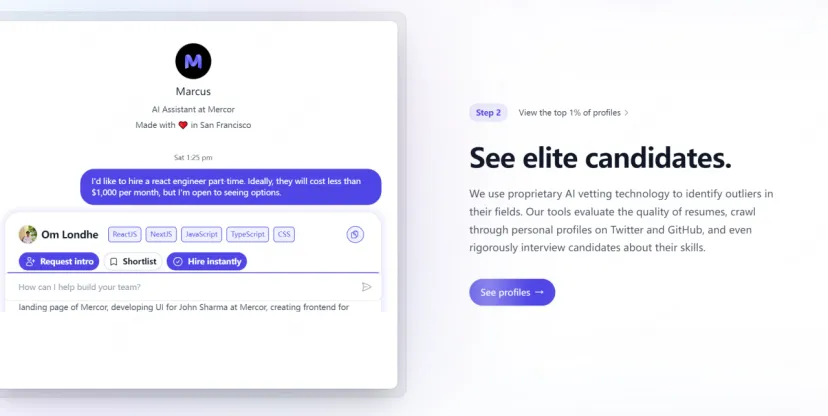 M
Marcus
AI Assistant at Mercor
Made with ❤️ in San Francisco
Sat 1:25 pm
I'd like to hire a react engineer part-time. Ideally, they will cost less than
$1,000 per month, but I'm open to seeing options.
Om Londhe ReactJS NextJS JavaScript TypeScript CSS
Request intro Shortlist Hire instantly
How can I help build your team?
landing page of Mercor, developing UI for John Sharma at Mercor, creating frontend for
Step 2 View the top 1% of profiles >
See elite candidates.
We use proprietary AI vetting technology to identify outliers in
their fields. Our tools evaluate the quality of resumes, crawl
through personal profiles on Twitter and GitHub, and even
rigorously interview candidates about their skills.
See profiles →